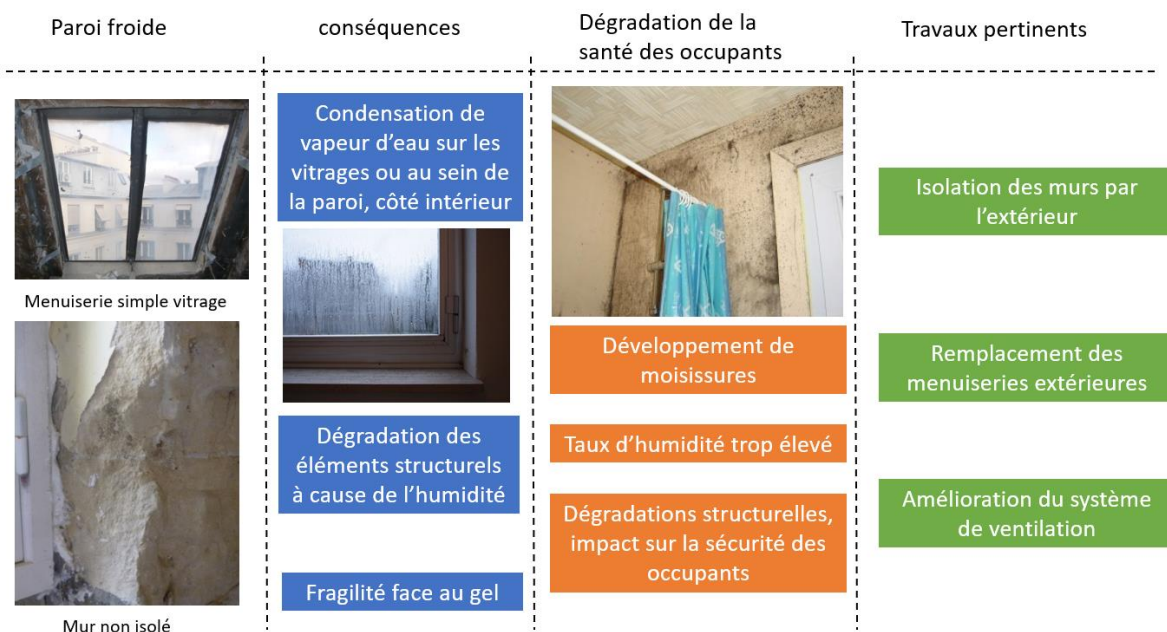 Paroi froide
conséquences
Dégradation de la
santé des occupants
Travaux pertinents
Menuiserie simple vitrage
Mur non isolé
Condensation de
vapeur d'eau sur les
vitrages ou au sein de
la paroi, côté intérieur
Dégradation des
éléments structurels
à cause de l'humidité
Fragilité face au gel
Développement de
moisissures
Taux d'humidité trop élevé
Dégradations structurelles,
impact sur la sécurité des
occupants
Isolation des murs par
l'extérieur
Remplacement des
menuiseries extérieures
Amélioration du système
de ventilation